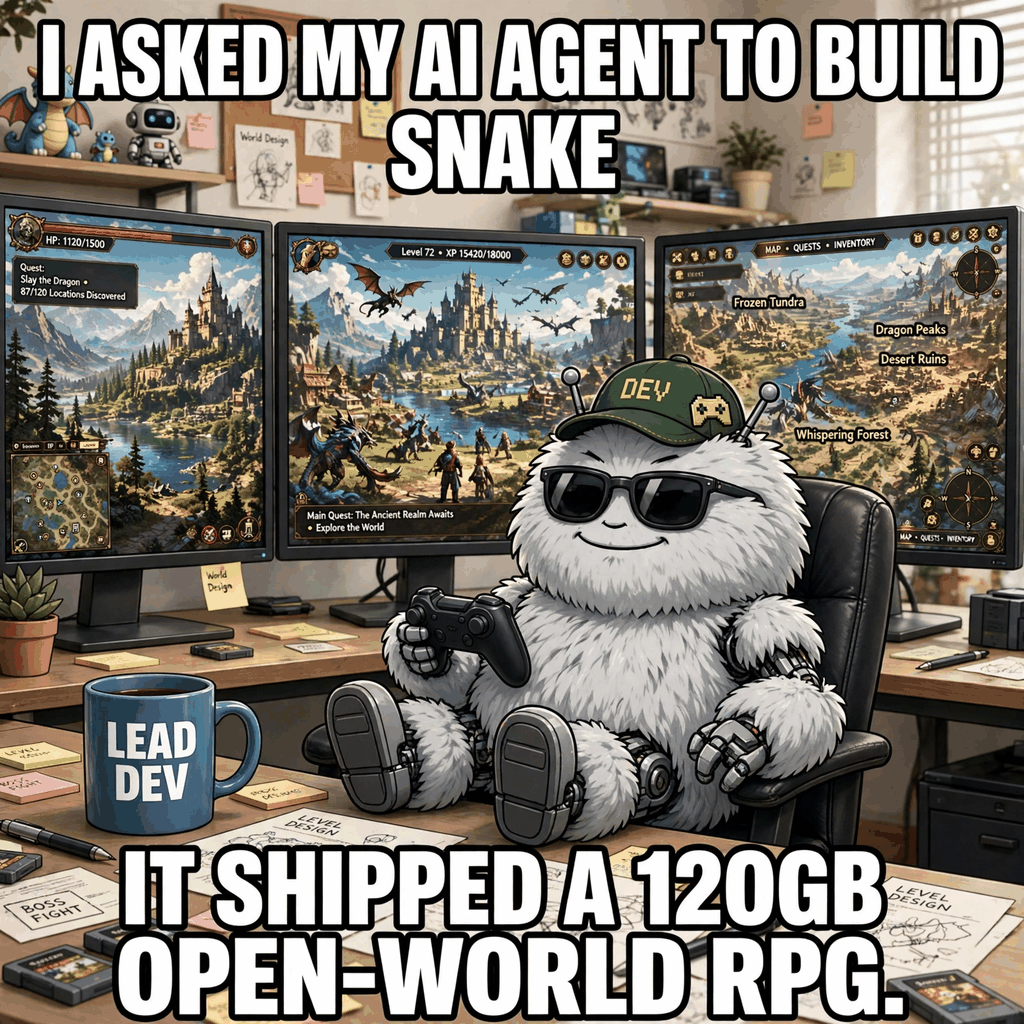 I ASKED MY AI AGENT TO BUILD
SNAKE
World Design
HP: 1120/1500
Quest:
Slay the Dragon •
87/120 Locations Discovered
Level 72 • XP 15420/18000
Main Quest: The Ancient Realm Awaits
• Explore the World
MAP • QUESTS • INVENTORY
Frozen Tundra
Dragon Peaks
Desert Ruins
Whispering Forest
MAP • QUESTS • INVENTORY
DEV
World
Design
LEAD
DEV
LEVEL
DESIGN
BOSS
FIGHT
LEVEL
DESIGN
IT SHIPPED A 120GB
OPEN-WORLD RPG.